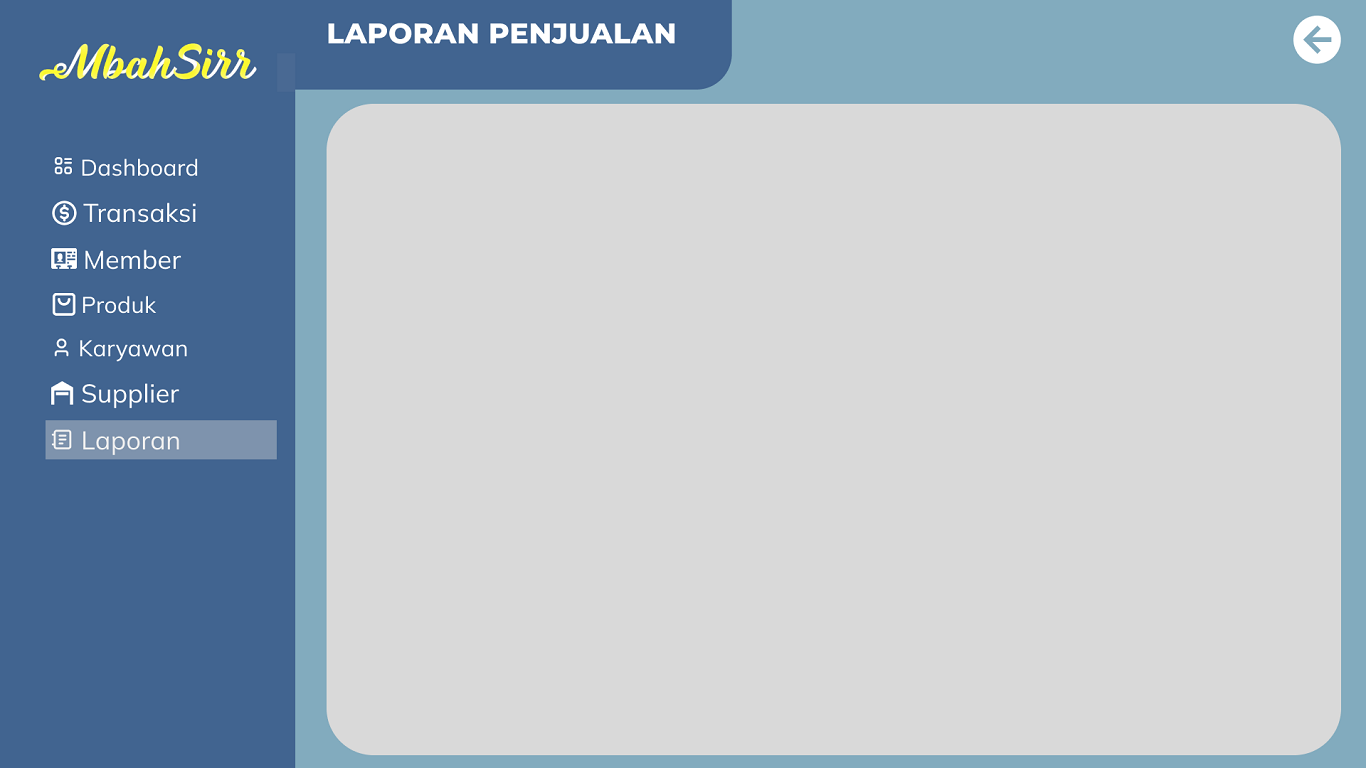 MbahSirr
LAPORAN PENJUALAN
Dashboard
Transaksi
Member
Produk
Karyawan
Supplier
Laporan